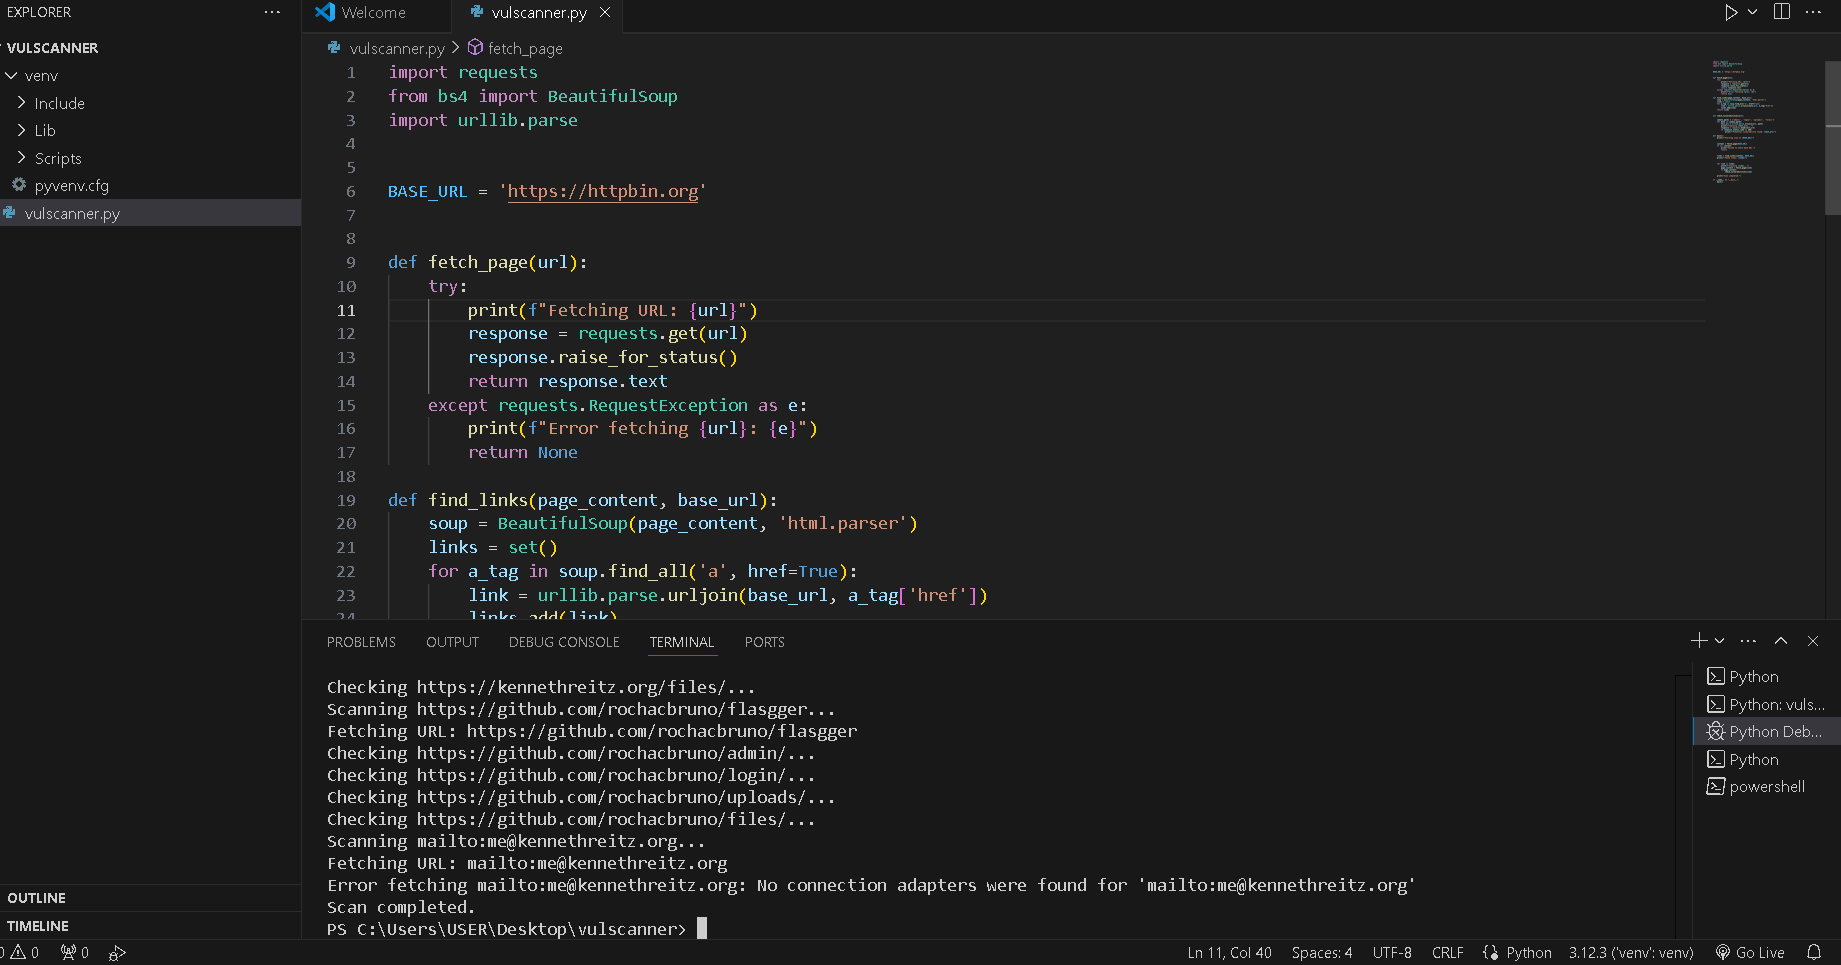 EXPLORER
Welcome
vulscanner.py
VULSCANNER
venv
Include
Lib
Scripts
pyvenv.cfg
vulscanner.py
OUTLINE
TIMELINE
vulscanner.py > fetch_page
1 import requests
2 from bs4 import BeautifulSoup
3 import urllib.parse
4
5
6 BASE_URL = 'https://httpbin.org'
7
8
9 def fetch_page(url):
10 try:
11 print(f"Fetching URL: {url}")
12 response = requests.get(url)
13 response.raise_for_status()
14 return response.text
15 except requests.RequestException as e:
16 print(f"Error fetching {url}: {e}")
17 return None
18
19 def find_links(page_content, base_url):
20 soup = BeautifulSoup(page_content, 'html.parser')
21 links = set()
22 for a_tag in soup.find_all('a', href=True):
23 link = urllib.parse.urljoin(base_url, a_tag['href'])
24 links.add(link)
PROBLEMS OUTPUT DEBUG CONSOLE TERMINAL PORTS
Checking https://kennethreitz.org/files/...
Scanning https://github.com/rochacbruno/flasgger...
Fetching URL: https://github.com/rochacbruno/flasgger
Checking https://github.com/rochacbruno/admin/...
Checking https://github.com/rochacbruno/login/...
Checking https://github.com/rochacbruno/uploads/...
Checking https://github.com/rochacbruno/files/...
Scanning mailto:me@kennethreitz.org...
Fetching URL: mailto:me@kennethreitz.org
Error fetching mailto:me@kennethreitz.org: No connection adapters were found for 'mailto:me@kennethreitz.org'
Scan completed.
PS C:\Users\USER\Desktop\vulscanner>
Python
Python: vuls...
Python Deb...
Python
powershell
0 0 0
Ln 11, Col 40 Spaces: 4 UTF-8 CRLF Python 3.12.3 ('venv': venv) Go Live